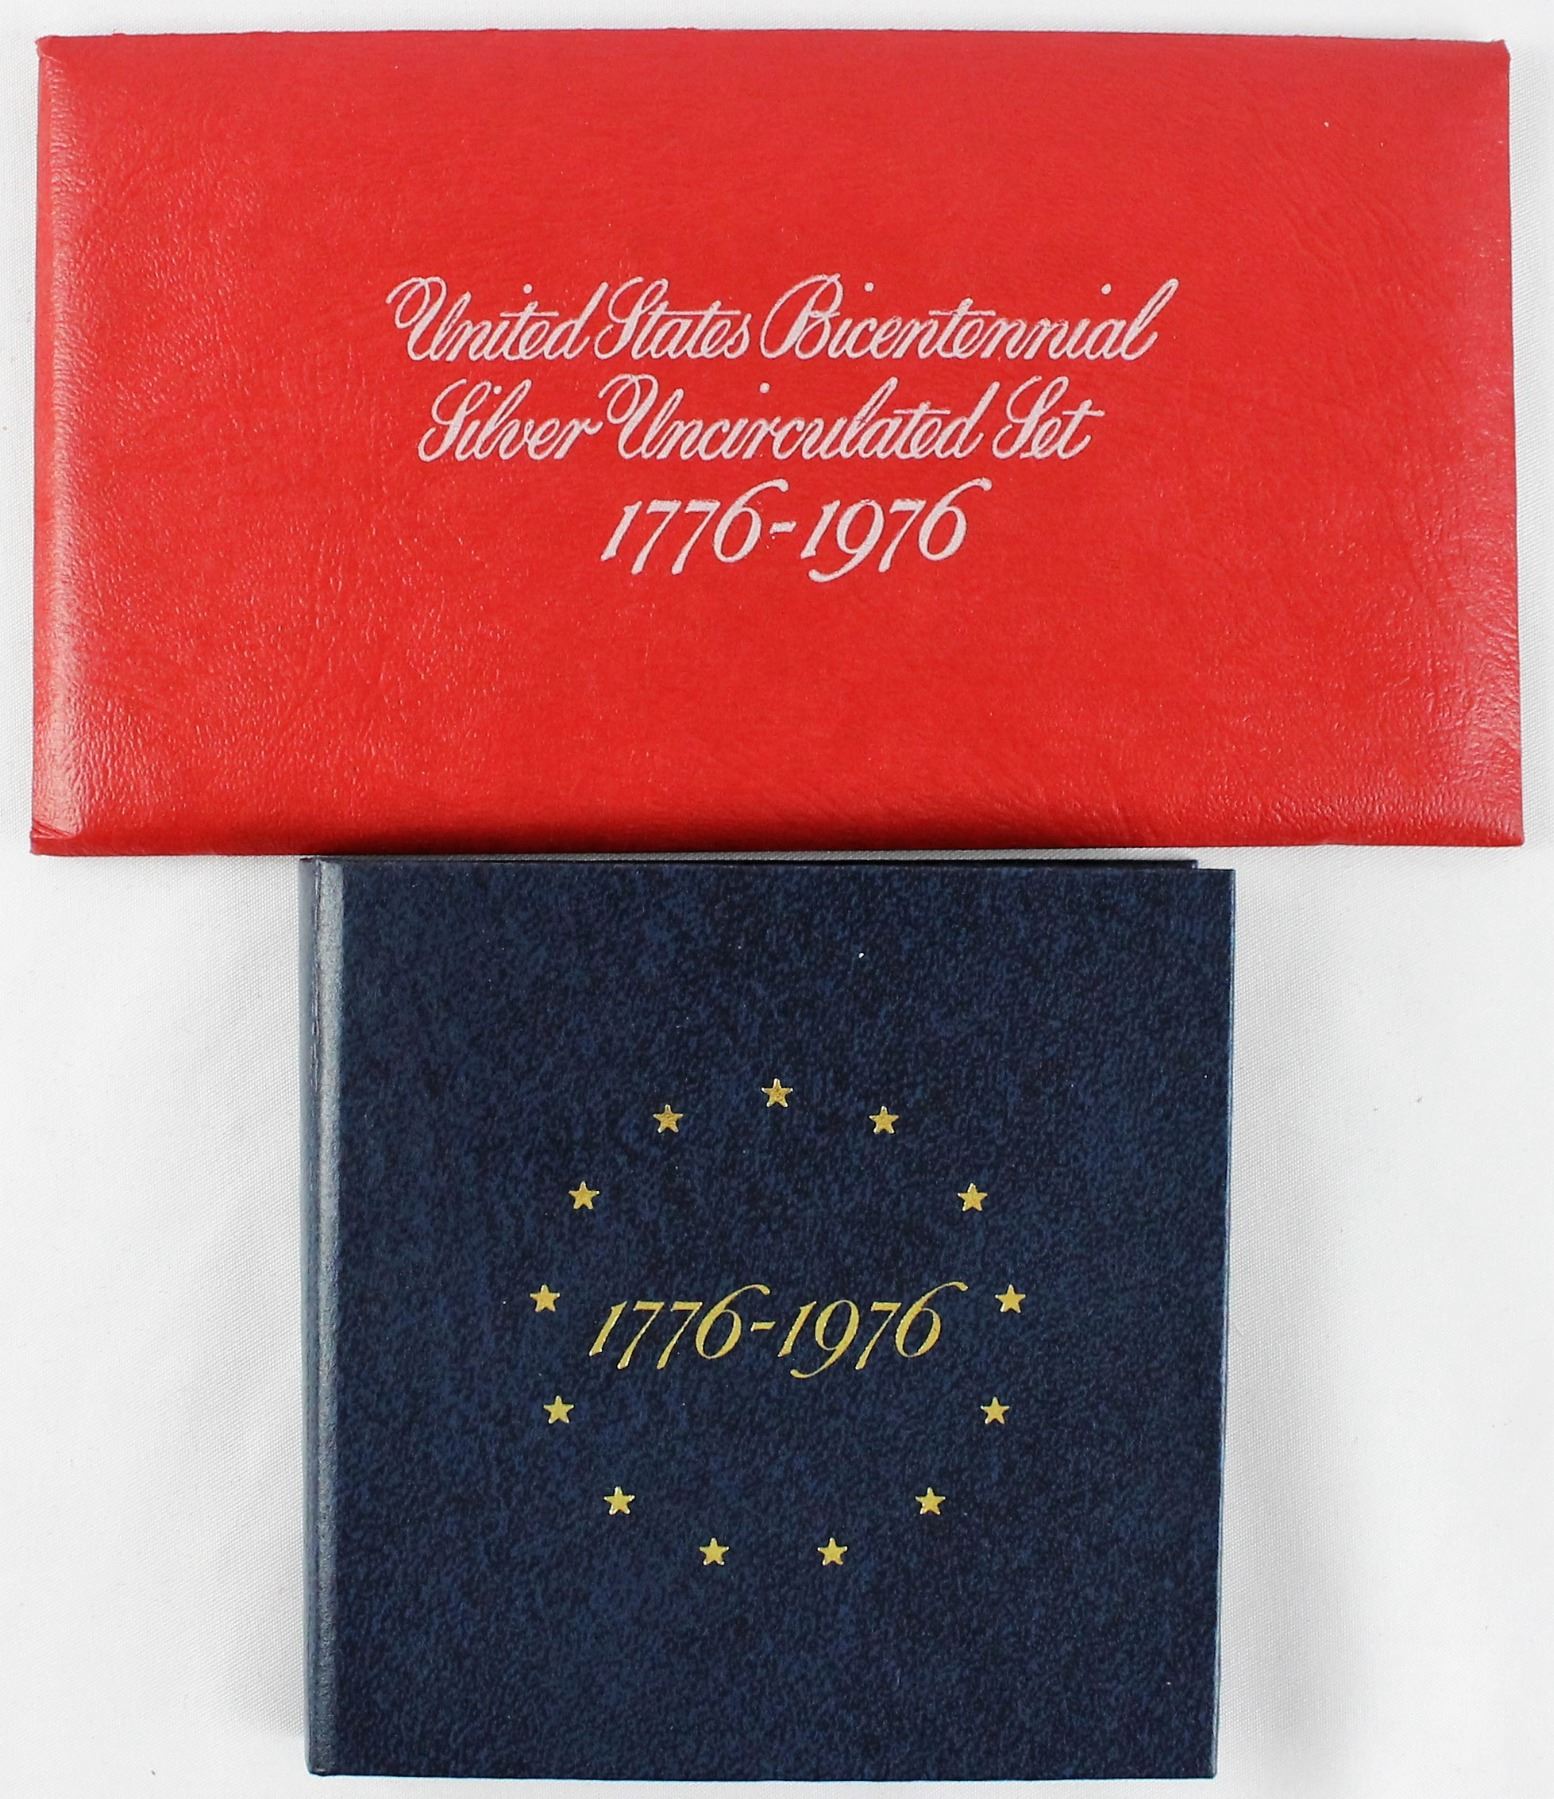 United States Bicentennial
Silver Uncirculated Set
1776-1976
1776-1976